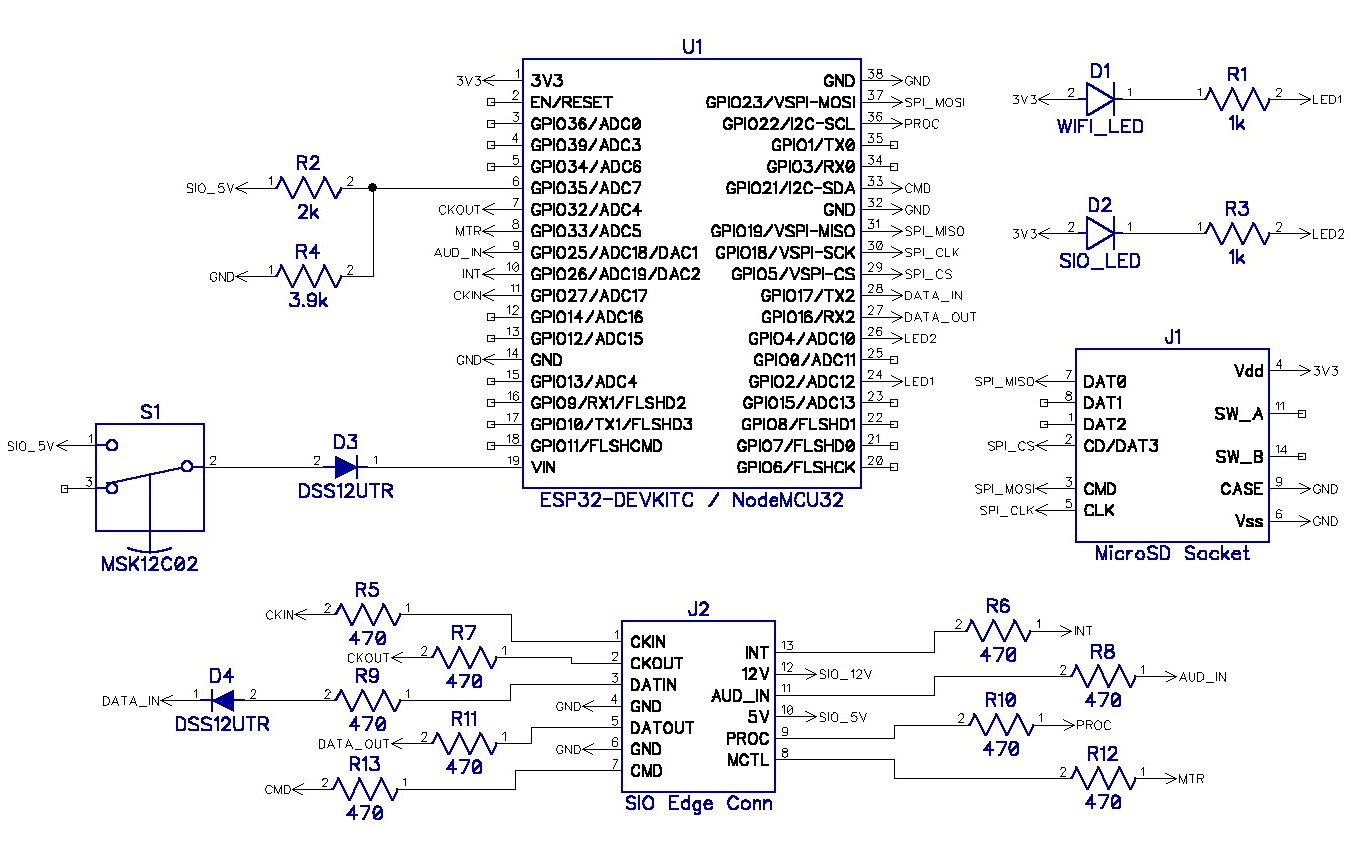 U1
3V3 1 3V3
2 EN/RESET
3 GPIO36/ADC0
4 GPIO39/ADC3
5 GPIO34/ADC6
6 GPIO35/ADC7
CKOUT 7 GPIO32/ADC4
MTR 8 GPIO33/ADC5
AUD_IN 9 GPIO25/ADC18/DAC1
INT 10 GPIO26/ADC19/DAC2
CKIN 11 GPIO27/ADC17
12 GPIO14/ADC16
13 GPIO12/ADC15
GND 14 GND
15 GPIO13/ADC4
16 GPIO9/RX1/FLSHD2
17 GPIO10/TX1/FLSHD3
18 GPIO11/FLSHCMD
19 VIN
GND 38 GND
GPIO23/VSPI-MOSI 37 SPI_MOSI
GPIO22/I2C-SCL 36 PROC
GPIO1/TX0 35
GPIO3/RX0 34
GPIO21/I2C-SDA 33 CMD
GND 32 GND
GPIO19/VSPI-MISO 31 SPI_MISO
GPIO18/VSPI-SCK 30 SPI_CLK
GPIO5/VSPI-CS 29 SPI_CS
GPIO17/TX2 28 DATA_IN
GPIO16/RX2 27 DATA_OUT
GPIO4/ADC10 26 LED2
GPIO0/ADC11 25
GPIO2/ADC12 24 LED1
GPIO15/ADC13 23
GPIO8/FLSHD1 22
GPIO7/FLSHD0 21
GPIO6/FLSHCK 20
ESP32-DEVKITC / NodeMCU32
R2
SIO_5V 1 2
2k
R4
GND 1 2
3.9k
S1
SIO_5V 1
2
3
MSK12C02
D3
2 1
DSS12UTR
D1 R1
3V3 2 1 1 2 LED1
WIFI_LED 1k
D2 R3
3V3 2 1 1 2 LED2
SIO_LED 1k
J1
SPI_MISO 7 DAT0
8 DAT1
1 DAT2
SPI_CS 2 CD/DAT3
SPI_MOSI 3 CMD
SPI_CLK 5 CLK
Vdd 4 3V3
SW_A 11
SW_B 14
CASE 9 GND
Vss 6 GND
MicroSD Socket
R5
CKIN 2 1
470
R7
CKOUT 2 1
470
D4 R9
DATA_IN 1 2 2 1
DSS12UTR 470
R11
DATA_OUT 2 1
470
R13
CMD 2 1
470
J2
1 CKIN
2 CKOUT
3 DATIN
GND 4 GND
5 DATOUT
GND 6 GND
7 CMD
INT 13
12V 12 SIO_12V
AUD_IN 11
5V 10 SIO_5V
PROC 9
MCTL 8
SIO Edge Conn
R6
2 1 INT
470
R8
2 1 AUD_IN
470
R10
2 1 PROC
470
R12
2 1 MTR
470